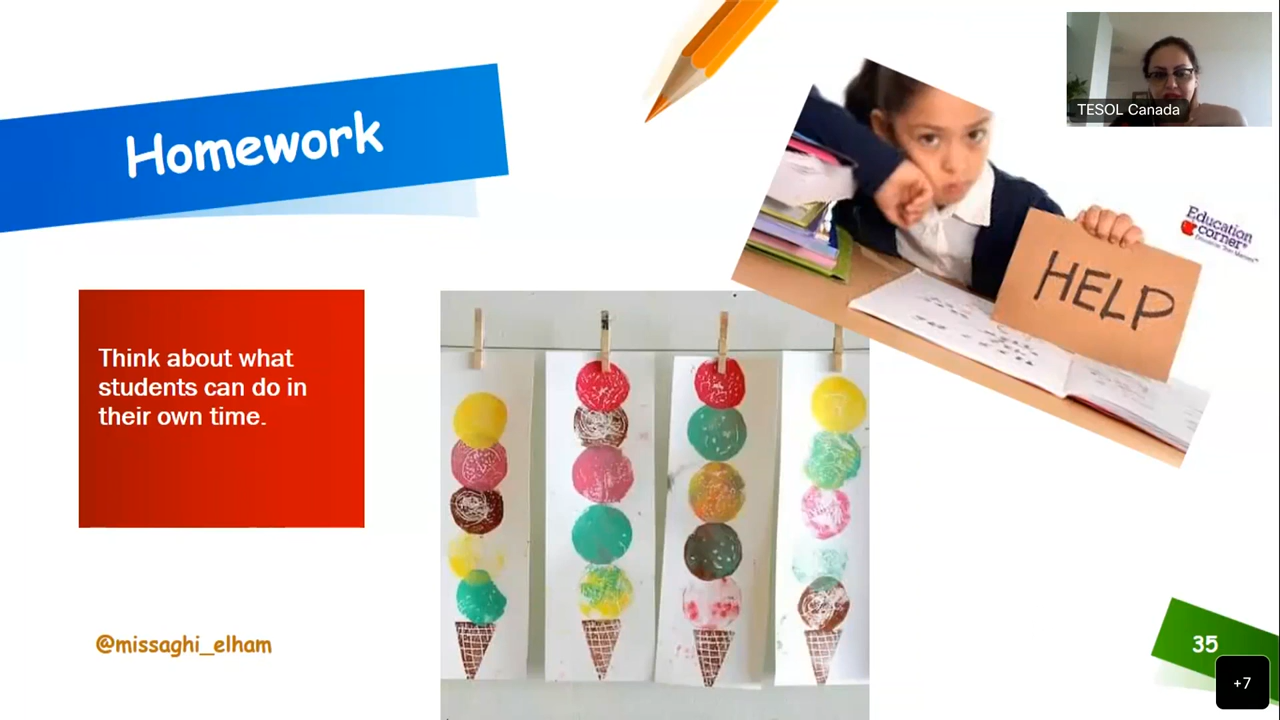 Homework
TESOL Canada
Education
corner
HELP
Think about what
students can do in
their own time.
@missaghi_elham
35
+7